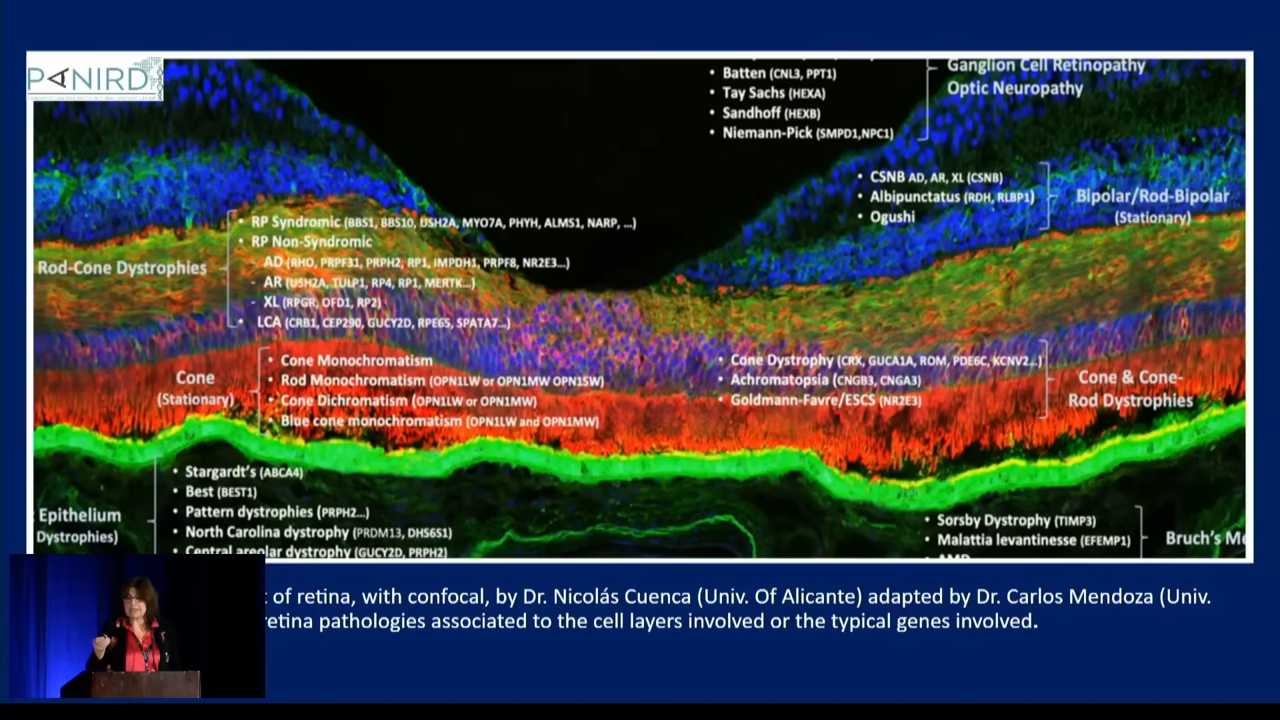 PANIRD
Batten (CNL3, PPT1)
Tay Sachs (HEXA)
Sandhoff (HEXB)
Niemann-Pick (SMPD1,NPC1)
Ganglion Cell Retinopathy
Optic Neuropathy
CSNB AD, AR, XL (CSNB)
Albipunctatus (RDH, RLBP1)
Ogushi
Bipolar/Rod-Bipolar
(Stationary)
Rod-Cone Dystrophies
• RP Syndromic (BBS1, BBS10, USH2A, MYO7A, PHYH, ALMS1, NARP, ...)
• RP Non-Syndromic
- AD (RHO, PRPF31, PRPH2, RP1, IMPDH1, PRPF8, NR2E3...)
- AR (USH2A, TULP1, RP4, RP1, MERTK...)
- XL (RPGR, OFD1, RP2)
• LCA (CRB1, CEP290, GUCY2D, RPE65, SPATA7...)
Cone
(Stationary)
• Cone Monochromatism
• Rod Monochromatism (OPN1LW or OPN1MW OPN1SW)
• Cone Dichromatism (OPN1LW or OPN1MW)
• Blue cone monochromatism (OPN1LW and OPN1MW)
• Cone Dystrophy (CRX, GUCA1A, ROM, PDE6C, KCNV2...)
• Achromatopsia (CNGB3, CNGA3)
• Goldmann-Favre/ESCS (NR2E3)
Cone & Cone-
Rod Dystrophies
Epithelium
Dystrophies)
• Stargardt's (ABCA4)
• Best (BEST1)
• Pattern dystrophies (PRPH2...)
• North Carolina dystrophy (PRDM13, DHS6S1)
• Central areolar dystrophy (GUCY2D, PRPH2)
• Sorsby Dystrophy (TIMP3)
• Malattia levantinesse (EFEMP1)
Bruch's Me
of retina, with confocal, by Dr. Nicolás Cuenca (Univ. Of Alicante) adapted by Dr. Carlos Mendoza (Univ.
retina pathologies associated to the cell layers involved or the typical genes involved.